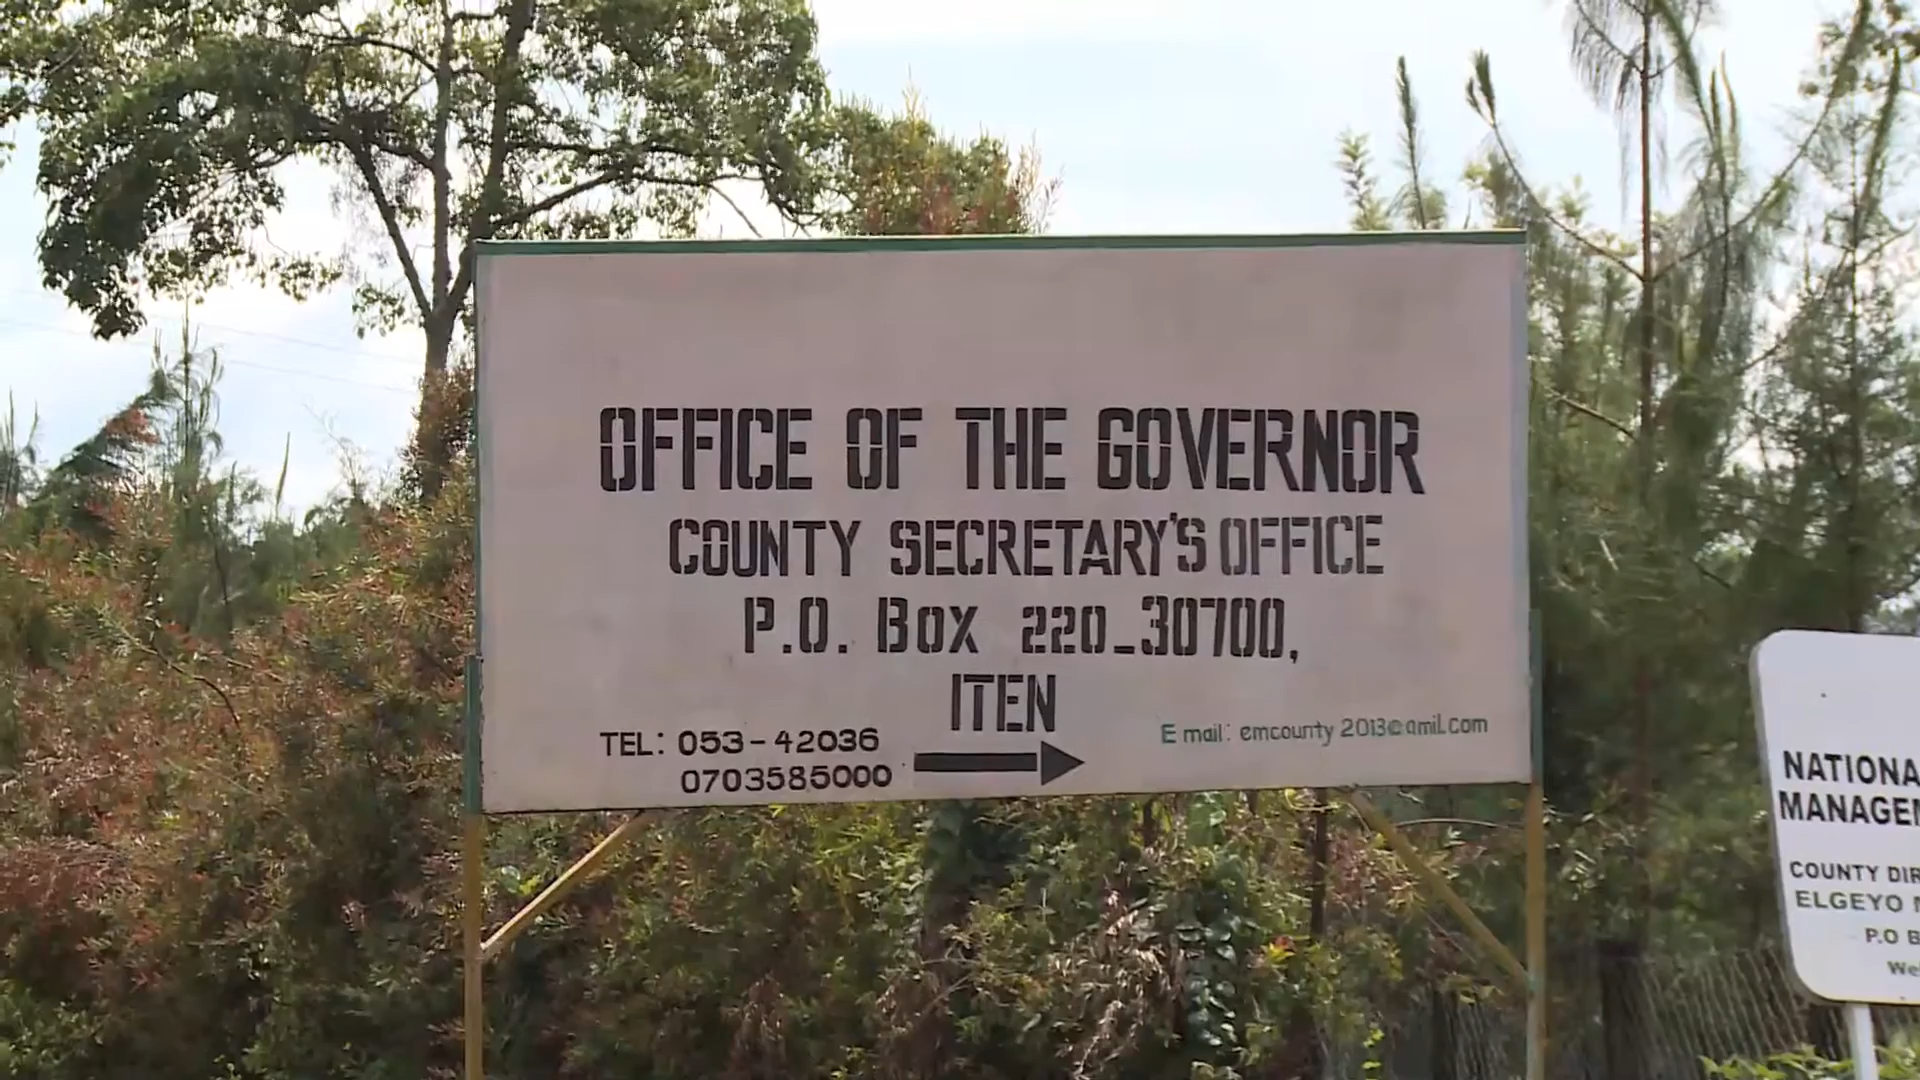 OFFICE OF THE GOVERNOR
COUNTY SECRETARY'S OFFICE
P.O. BOX 220_30700,
ITEN
TEL: 053-42036
0703585000
E mail: emcounty 2013@amil.com
NATIONA
MANAGEM
COUNTY DIR
ELGEYO
P.O B
We